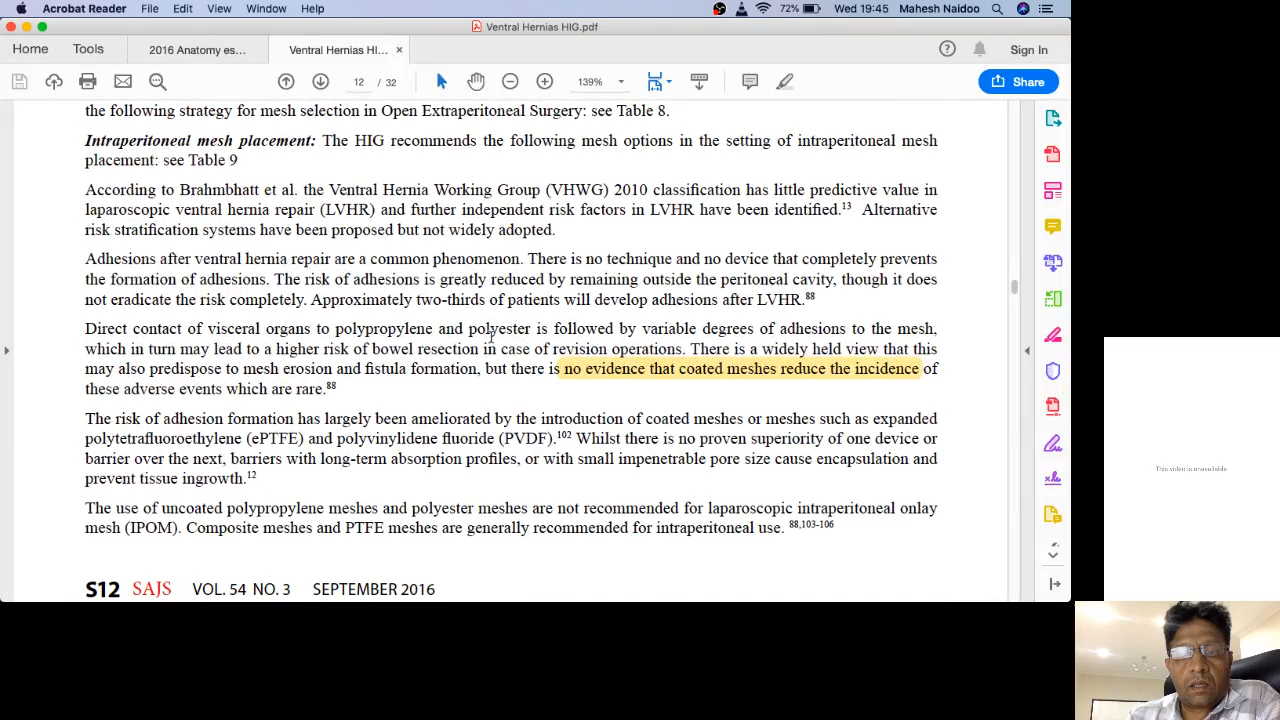 Acrobat Reader File Edit View Window Help 72% Wed 19:45 Mahesh Naidoo
Ventral Hernias HIG.pdf
Home Tools 2016 Anatomy es... Ventral Hernias HI... × Sign In
12 / 32 139% Share
the following strategy for mesh selection in Open Extraperitoneal Surgery: see Table 8.
Intraperitoneal mesh placement: The HIG recommends the following mesh options in the setting of intraperitoneal mesh
placement: see Table 9
According to Brahmbhatt et al. the Ventral Hernia Working Group (VHWG) 2010 classification has little predictive value in
laparoscopic ventral hernia repair (LVHR) and further independent risk factors in LVHR have been identified.13 Alternative
risk stratification systems have been proposed but not widely adopted.
Adhesions after ventral hernia repair are a common phenomenon. There is no technique and no device that completely prevents
the formation of adhesions. The risk of adhesions is greatly reduced by remaining outside the peritoneal cavity, though it does
not eradicate the risk completely. Approximately two-thirds of patients will develop adhesions after LVHR.88
Direct contact of visceral organs to polypropylene and polyester is followed by variable degrees of adhesions to the mesh,
which in turn may lead to a higher risk of bowel resection in case of revision operations. There is a widely held view that this
may also predispose to mesh erosion and fistula formation, but there is no evidence that coated meshes reduce the incidence of
these adverse events which are rare.88
The risk of adhesion formation has largely been ameliorated by the introduction of coated meshes or meshes such as expanded
polytetrafluoroethylene (ePTFE) and polyvinylidene fluoride (PVDF).102 Whilst there is no proven superiority of one device or
barrier over the next, barriers with long-term absorption profiles, or with small impenetrable pore size cause encapsulation and
prevent tissue ingrowth.12
The use of uncoated polypropylene meshes and polyester meshes are not recommended for laparoscopic intraperitoneal onlay
mesh (IPOM). Composite meshes and PTFE meshes are generally recommended for intraperitoneal use. 88,103-106
S12 SAJS VOL. 54 NO. 3 SEPTEMBER 2016
This video is unavailable